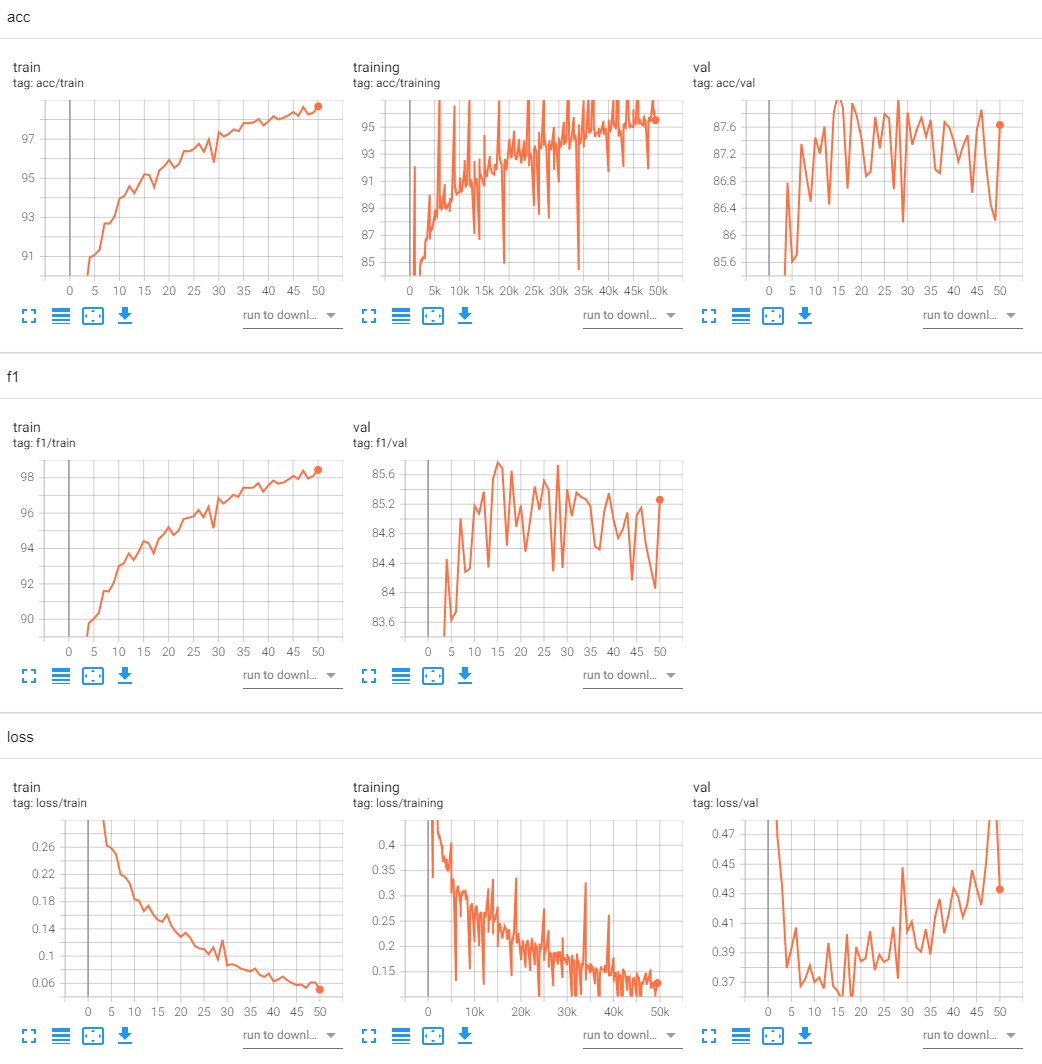 acc
train
tag: acc/train
97
95
93
91
0 5 10 15 20 25 30 35 40 45 50
run to downl...
training
tag: acc/training
95
93
91
89
87
85
0 5k 10k 15k 20k 25k 30k 35k 40k 45k 50k
run to downl...
val
tag: acc/val
87.6
87.2
86.8
86.4
86
85.6
0 5 10 15 20 25 30 35 40 45 50
run to downl...
f1
train
tag: f1/train
98
96
94
92
90
0 5 10 15 20 25 30 35 40 45 50
run to downl...
val
tag: f1/val
85.6
85.2
84.8
84.4
84
83.6
0 5 10 15 20 25 30 35 40 45 50
run to downl...
loss
train
tag: loss/train
0.26
0.22
0.18
0.14
0.1
0.06
0 5 10 15 20 25 30 35 40 45 50
run to downl...
training
tag: loss/training
0.4
0.35
0.3
0.25
0.2
0.15
0 10k 20k 30k 40k 50k
run to downl...
val
tag: loss/val
0.47
0.45
0.43
0.41
0.39
0.37
0 5 10 15 20 25 30 35 40 45 50
run to downl...